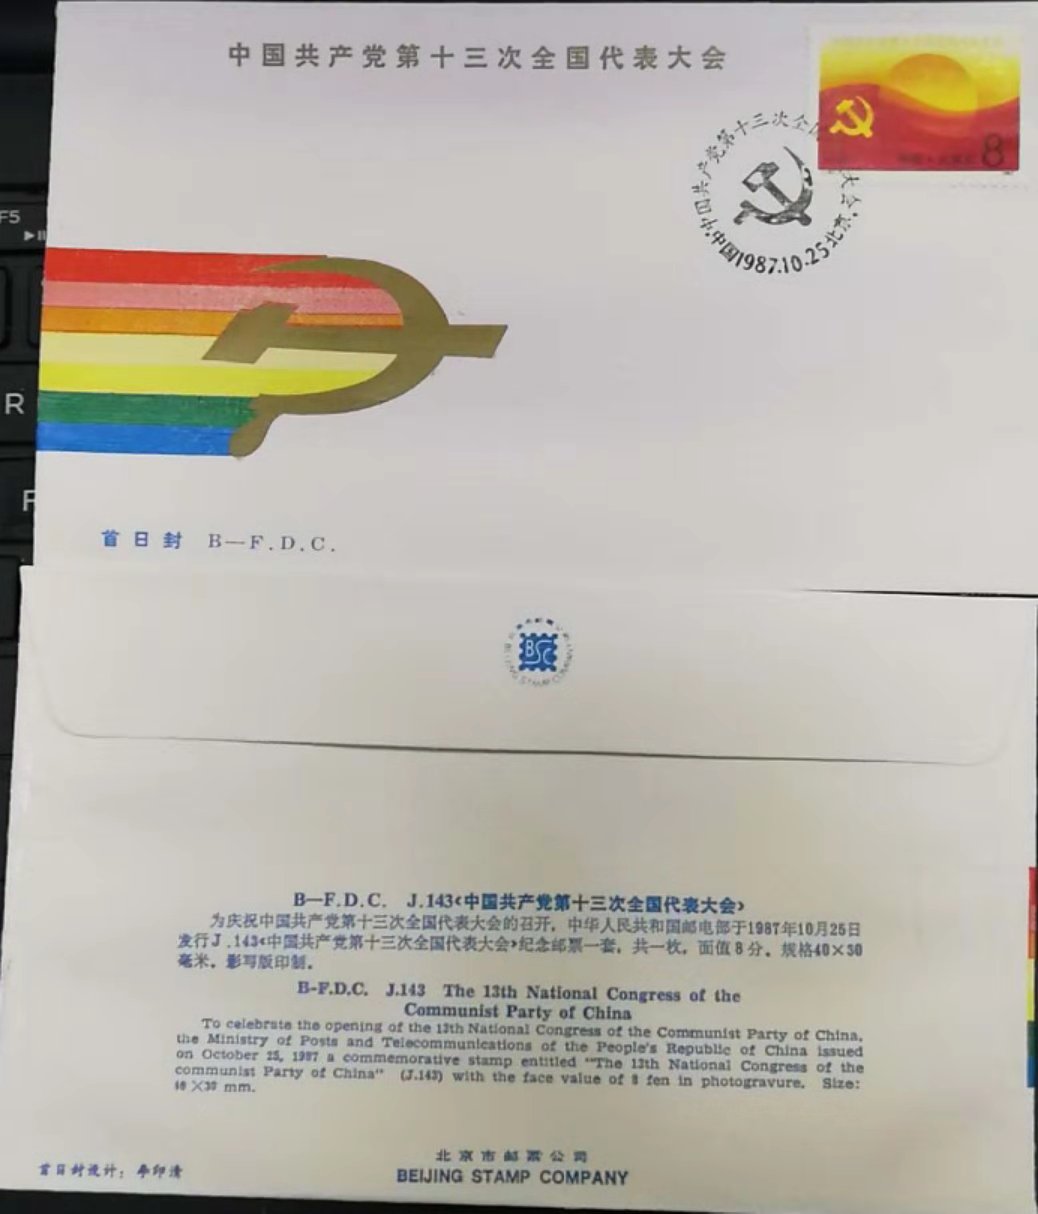 中国共产党第十三次全国代表大会
8
中国共产党第十三次全国代表大会
中国1987.10.25北京
F5
R
F
首日封 B—F.D.C.
BSC
BEIJING STAMP COMPANY
B—F.D.C. J.143<中国共产党第十三次全国代表大会>
为庆祝中国共产党第十三次全国代表大会的召开,中华人民共和国邮电部于1987年10月25日
发行J.143<中国共产党第十三次全国代表大会>纪念邮票一套,共一枚,面值8分。规格40×30
毫米。影写版印制。
B-F.D.C. J.143 The 13th National Congress of the
Communist Party of China
To celebrate the opening of the 13th National Congress of the Communist Party of China,
the Ministry of Posts and Telecommunications of the People's Republic of China issued
on October 25, 1987 a commemorative stamp entitled "The 13th National Congress of the
communist Party of China" (J.143) with the face value of 8 fen in photogravure. Size:
40×30 mm.
北京市邮票公司
BEIJING STAMP COMPANY
首日封设计:李印清